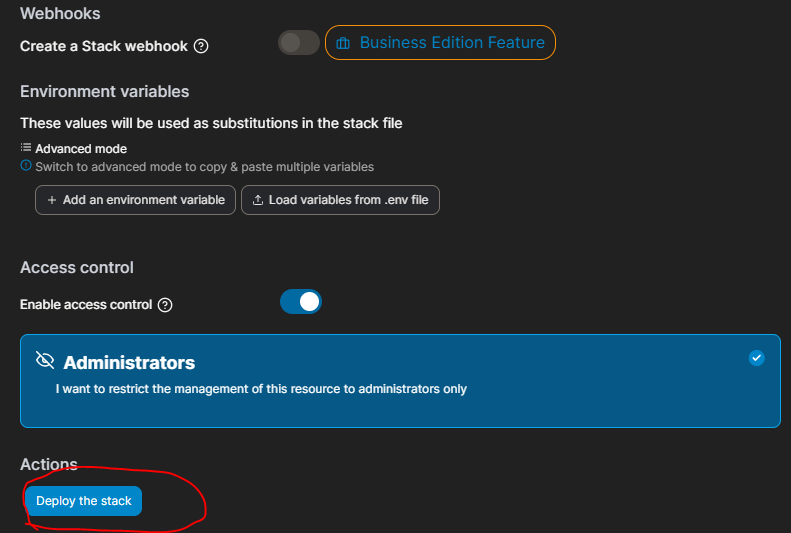 Webhooks
Create a Stack webhook
Business Edition Feature
Environment variables
These values will be used as substitutions in the stack file
Advanced mode
Switch to advanced mode to copy & paste multiple variables
+ Add an environment variable
Load variables from .env file
Access control
Enable access control
Administrators
I want to restrict the management of this resource to administrators only
Actions
Deploy the stack